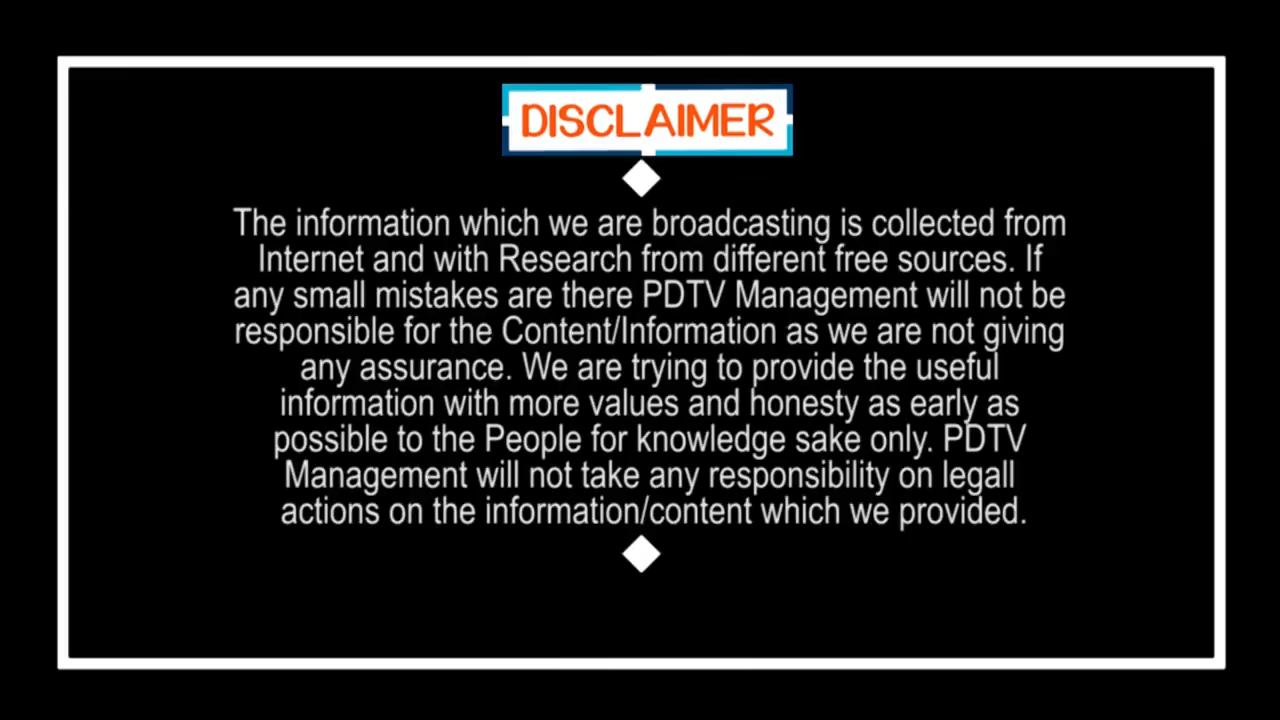 DISCLAIMER
The information which we are broadcasting is collected from
Internet and with Research from different free sources. If
any small mistakes are there PDTV Management will not be
responsible for the Content/Information as we are not giving
any assurance. We are trying to provide the useful
information with more values and honesty as early as
possible to the People for knowledge sake only. PDTV
Management will not take any responsibility on legall
actions on the information/content which we provided.